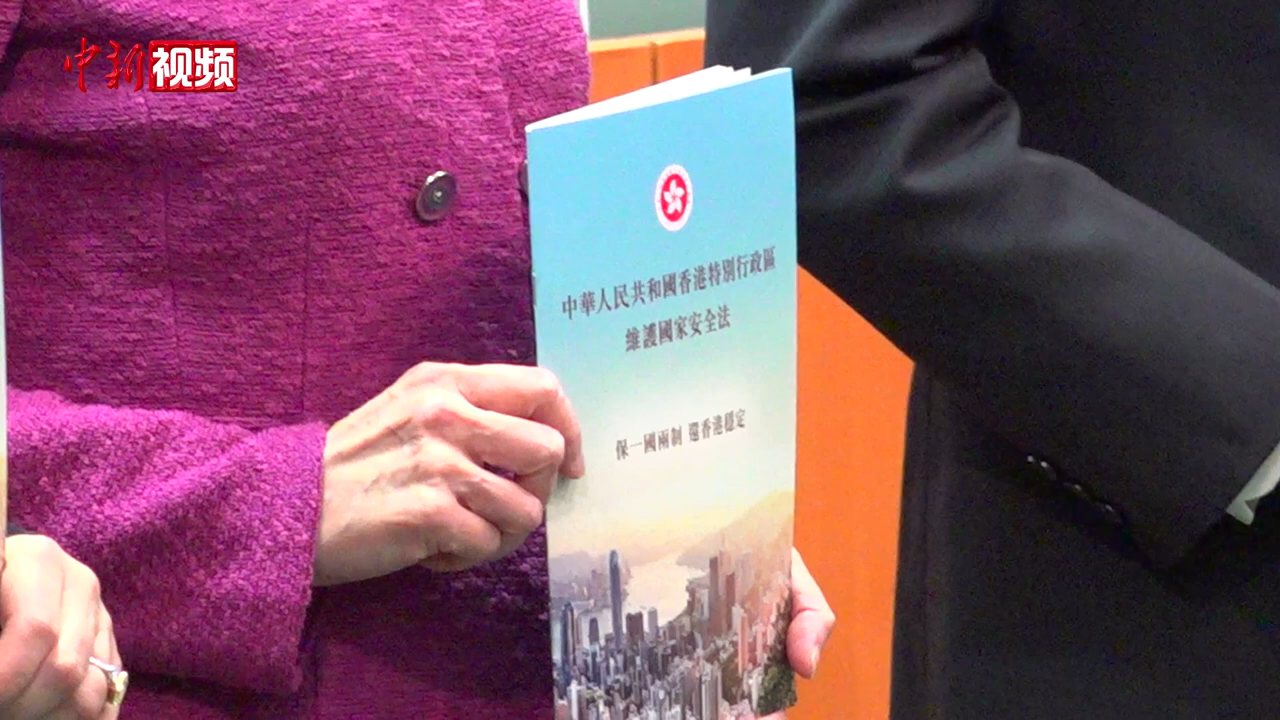 中新视频
中華人民共和國香港特別行政區
維護國家安全法
保一國兩制 還香港穩定